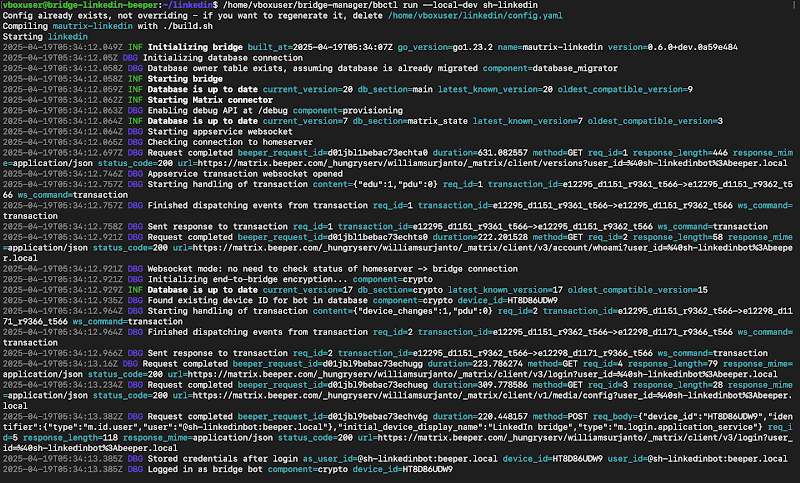 vboxuser@bridge-linkedin-beeper:~/linkedin$ /home/vboxuser/bridge-manager/bbctl run --local-dev sh-linkedin
Config already exists, not overriding - if you want to regenerate it, delete /home/vboxuser/linkedin/config.yaml
Compiling mautrix-linkedin with ./build.sh
Starting linkedin
2025-04-19T05:34:12.049Z INF Initializing bridge built_at=2025-04-19T05:34:07Z go_version=go1.23.2 name=mautrix-linkedin version=0.6.0+dev.0a59e484
2025-04-19T05:34:12.05Z DBG Initializing database connection
2025-04-19T05:34:12.058Z DBG Database owner table exists, assuming database is already migrated component=database_migrator
2025-04-19T05:34:12.058Z INF Starting bridge
2025-04-19T05:34:12.059Z INF Database is up to date current_version=20 db_section=main latest_known_version=20 oldest_compatible_version=9
2025-04-19T05:34:12.062Z INF Starting Matrix connector
2025-04-19T05:34:12.063Z DBG Enabling debug API at /debug component=provisioning
2025-04-19T05:34:12.064Z INF Database is up to date current_version=7 db_section=matrix_state latest_known_version=7 oldest_compatible_version=3
2025-04-19T05:34:12.065Z DBG Starting appservice websocket
2025-04-19T05:34:12.065Z DBG Checking connection to homeserver
2025-04-19T05:34:12.697Z DBG Request completed beeper_request_id=d01jbl1bebac73echta0 duration=631.082557 method=GET req_id=1 response_length=446 response_mim
e=application/json status_code=200 url=https://matrix.beeper.com/_hungryserv/williamsurjanto/_matrix/client/versions?user_id=%40sh-linkedinbot%3Abeeper.local
2025-04-19T05:34:12.746Z DBG Appservice transaction websocket opened
2025-04-19T05:34:12.757Z DBG Starting handling of transaction content={"edu":1,"pdu":0} req_id=1 transaction_id=e12295_d1151_r9361_t566->e12295_d1151_r9362_t5
66 ws_command=transaction
2025-04-19T05:34:12.757Z DBG Finished dispatching events from transaction req_id=1 transaction_id=e12295_d1151_r9361_t566->e12295_d1151_r9362_t566 ws_command=
transaction
2025-04-19T05:34:12.758Z DBG Sent response to transaction req_id=1 transaction_id=e12295_d1151_r9361_t566->e12295_d1151_r9362_t566 ws_command=transaction
2025-04-19T05:34:12.921Z DBG Request completed beeper_request_id=d01jbl1bebac73echts0 duration=222.201528 method=GET req_id=2 response_length=58 response_mime
=application/json status_code=200 url=https://matrix.beeper.com/_hungryserv/williamsurjanto/_matrix/client/v3/account/whoami?user_id=%40sh-linkedinbot%3Abeepe
r.local
2025-04-19T05:34:12.921Z DBG Websocket mode: no need to check status of homeserver -> bridge connection
2025-04-19T05:34:12.921Z DBG Initializing end-to-bridge encryption... component=crypto
2025-04-19T05:34:12.929Z INF Database is up to date current_version=17 db_section=crypto latest_known_version=17 oldest_compatible_version=15
2025-04-19T05:34:12.935Z DBG Found existing device ID for bot in database component=crypto device_id=HT8D86UDW9
2025-04-19T05:34:12.964Z DBG Starting handling of transaction content={"device_changes":1,"pdu":0} req_id=2 transaction_id=e12295_d1151_r9362_t566->e12298_d11
71_r9366_t566 ws_command=transaction
2025-04-19T05:34:12.964Z DBG Finished dispatching events from transaction req_id=2 transaction_id=e12295_d1151_r9362_t566->e12298_d1171_r9366_t566 ws_command=
transaction
2025-04-19T05:34:12.966Z DBG Sent response to transaction req_id=2 transaction_id=e12295_d1151_r9362_t566->e12298_d1171_r9366_t566 ws_command=transaction
2025-04-19T05:34:13.16Z DBG Request completed beeper_request_id=d01jbl9bebac73echugg duration=223.786274 method=GET req_id=4 response_length=79 response_mime=
application/json status_code=200 url=https://matrix.beeper.com/_hungryserv/williamsurjanto/_matrix/client/v3/login?user_id=%40sh-linkedinbot%3Abeeper.local
2025-04-19T05:34:13.234Z DBG Request completed beeper_request_id=d01jbl9bebac73echueg duration=309.778586 method=GET req_id=3 response_length=28 response_mime
=application/json status_code=200 url=https://matrix.beeper.com/_hungryserv/williamsurjanto/_matrix/client/v1/media/config?user_id=%40sh-linkedinbot%3Abeeper.
local
2025-04-19T05:34:13.382Z DBG Request completed beeper_request_id=d01jbl9bebac73echv6g duration=220.448157 method=POST req_body={"device_id":"HT8D86UDW9","iden
tifier":{"type":"m.id.user","user":"@sh-linkedinbot:beeper.local"},"initial_device_display_name":"LinkedIn bridge","type":"m.login.application_service"} req_i
d=5 response_length=118 response_mime=application/json status_code=200 url=https://matrix.beeper.com/_hungryserv/williamsurjanto/_matrix/client/v3/login?user_
id=%40sh-linkedinbot%3Abeeper.local
2025-04-19T05:34:13.385Z DBG Stored credentials after login as_user_id=@sh-linkedinbot:beeper.local device_id=HT8D86UDW9 user_id=@sh-linkedinbot:beeper.local
2025-04-19T05:34:13.385Z DBG Logged in as bridge bot component=crypto device_id=HT8D86UDW9